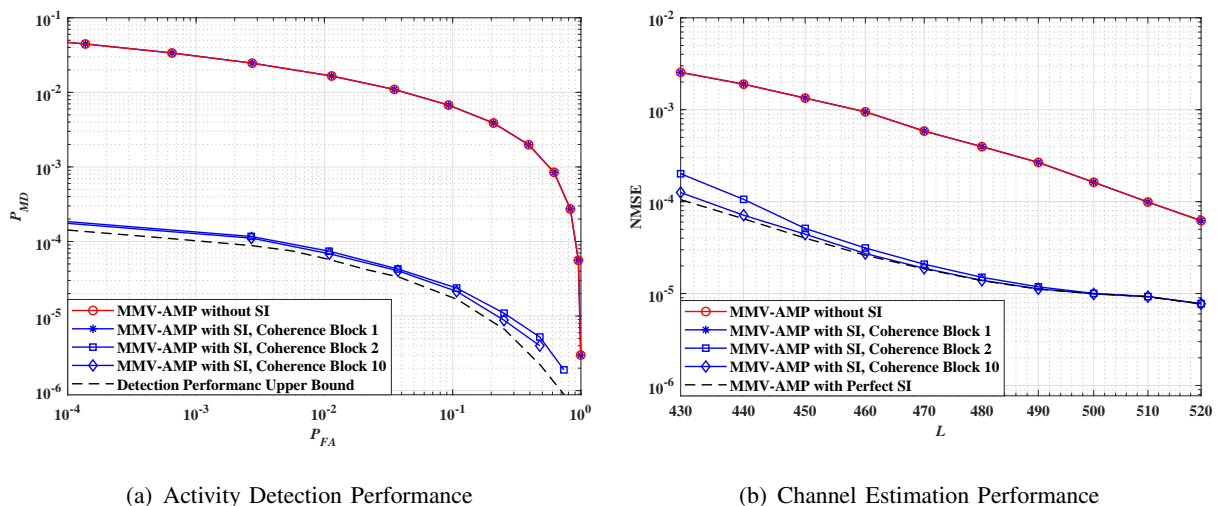 10^-1
10^-2
10^-3
10^-4
10^-5
10^-6
P_MD
MMV-AMP without SI
MMV-AMP with SI, Coherence Block 1
MMV-AMP with SI, Coherence Block 2
MMV-AMP with SI, Coherence Block 10
Detection Performanc Upper Bound
10^-4
10^-3
10^-2
10^-1
10^0
P_FA
(a) Activity Detection Performance
10^-2
10^-3
10^-4
10^-5
10^-6
NMSE
MMV-AMP without SI
MMV-AMP with SI, Coherence Block 1
MMV-AMP with SI, Coherence Block 2
MMV-AMP with SI, Coherence Block 10
MMV-AMP with Perfect SI
430 440 450 460 470 480 490 500 510 520
L
(b) Channel Estimation Performance